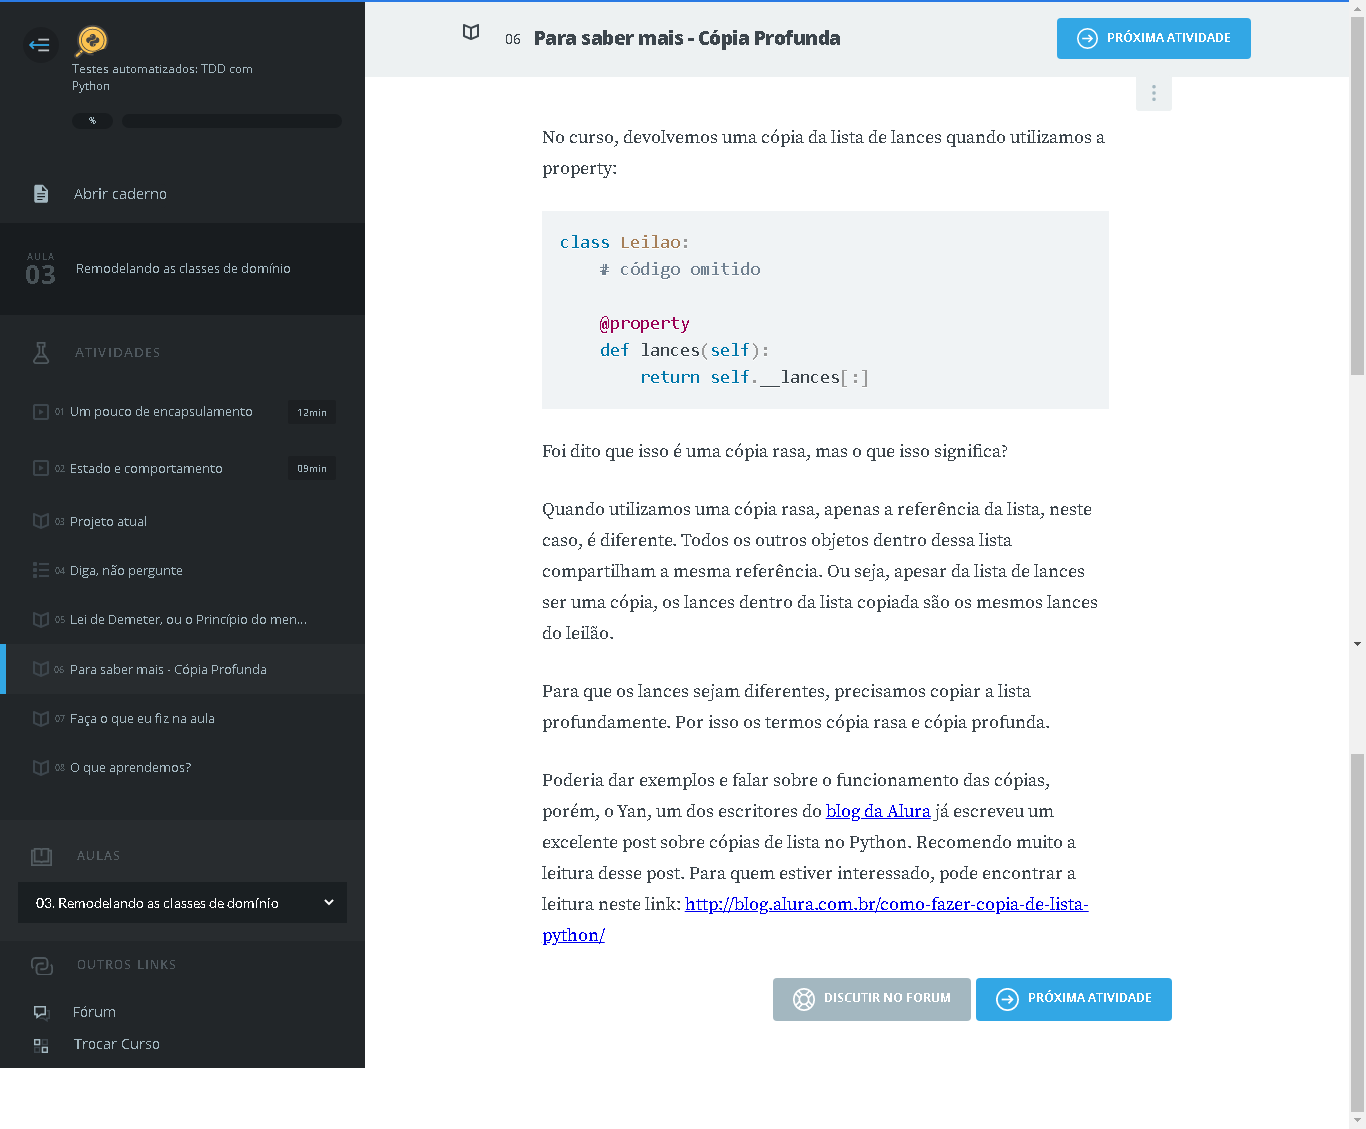 Testes automatizados: TDD com
Python
%
Abrir caderno
AULA
03
Remodelando as classes de domínio
ATIVIDADES
01 Um pouco de encapsulamento 12min
02 Estado e comportamento 09min
03 Projeto atual
04 Diga, não pergunte
05 Lei de Demeter, ou o Princípio do men...
06 Para saber mais - Cópia Profunda
07 Faça o que eu fiz na aula
08 O que aprendemos?
AULAS
03. Remodelando as classes de domínio
OUTROS LINKS
Fórum
Trocar Curso
06 Para saber mais - Cópia Profunda
PRÓXIMA ATIVIDADE
No curso, devolvemos uma cópia da lista de lances quando utilizamos a
property:
class Leilao:
# código omitido
@property
def lances(self):
return self.__lances[:]
Foi dito que isso é uma cópia rasa, mas o que isso significa?
Quando utilizamos uma cópia rasa, apenas a referência da lista, neste
caso, é diferente. Todos os outros objetos dentro dessa lista
compartilham a mesma referência. Ou seja, apesar da lista de lances
ser uma cópia, os lances dentro da lista copiada são os mesmos lances
do leilão.
Para que os lances sejam diferentes, precisamos copiar a lista
profundamente. Por isso os termos cópia rasa e cópia profunda.
Poderia dar exemplos e falar sobre o funcionamento das cópias,
porém, o Yan, um dos escritores do blog da Alura já escreveu um
excelente post sobre cópias de lista no Python. Recomendo muito a
leitura desse post. Para quem estiver interessado, pode encontrar a
leitura neste link: http://blog.alura.com.br/como-fazer-copia-de-lista-
python/
DISCUTIR NO FORUM
PRÓXIMA ATIVIDADE